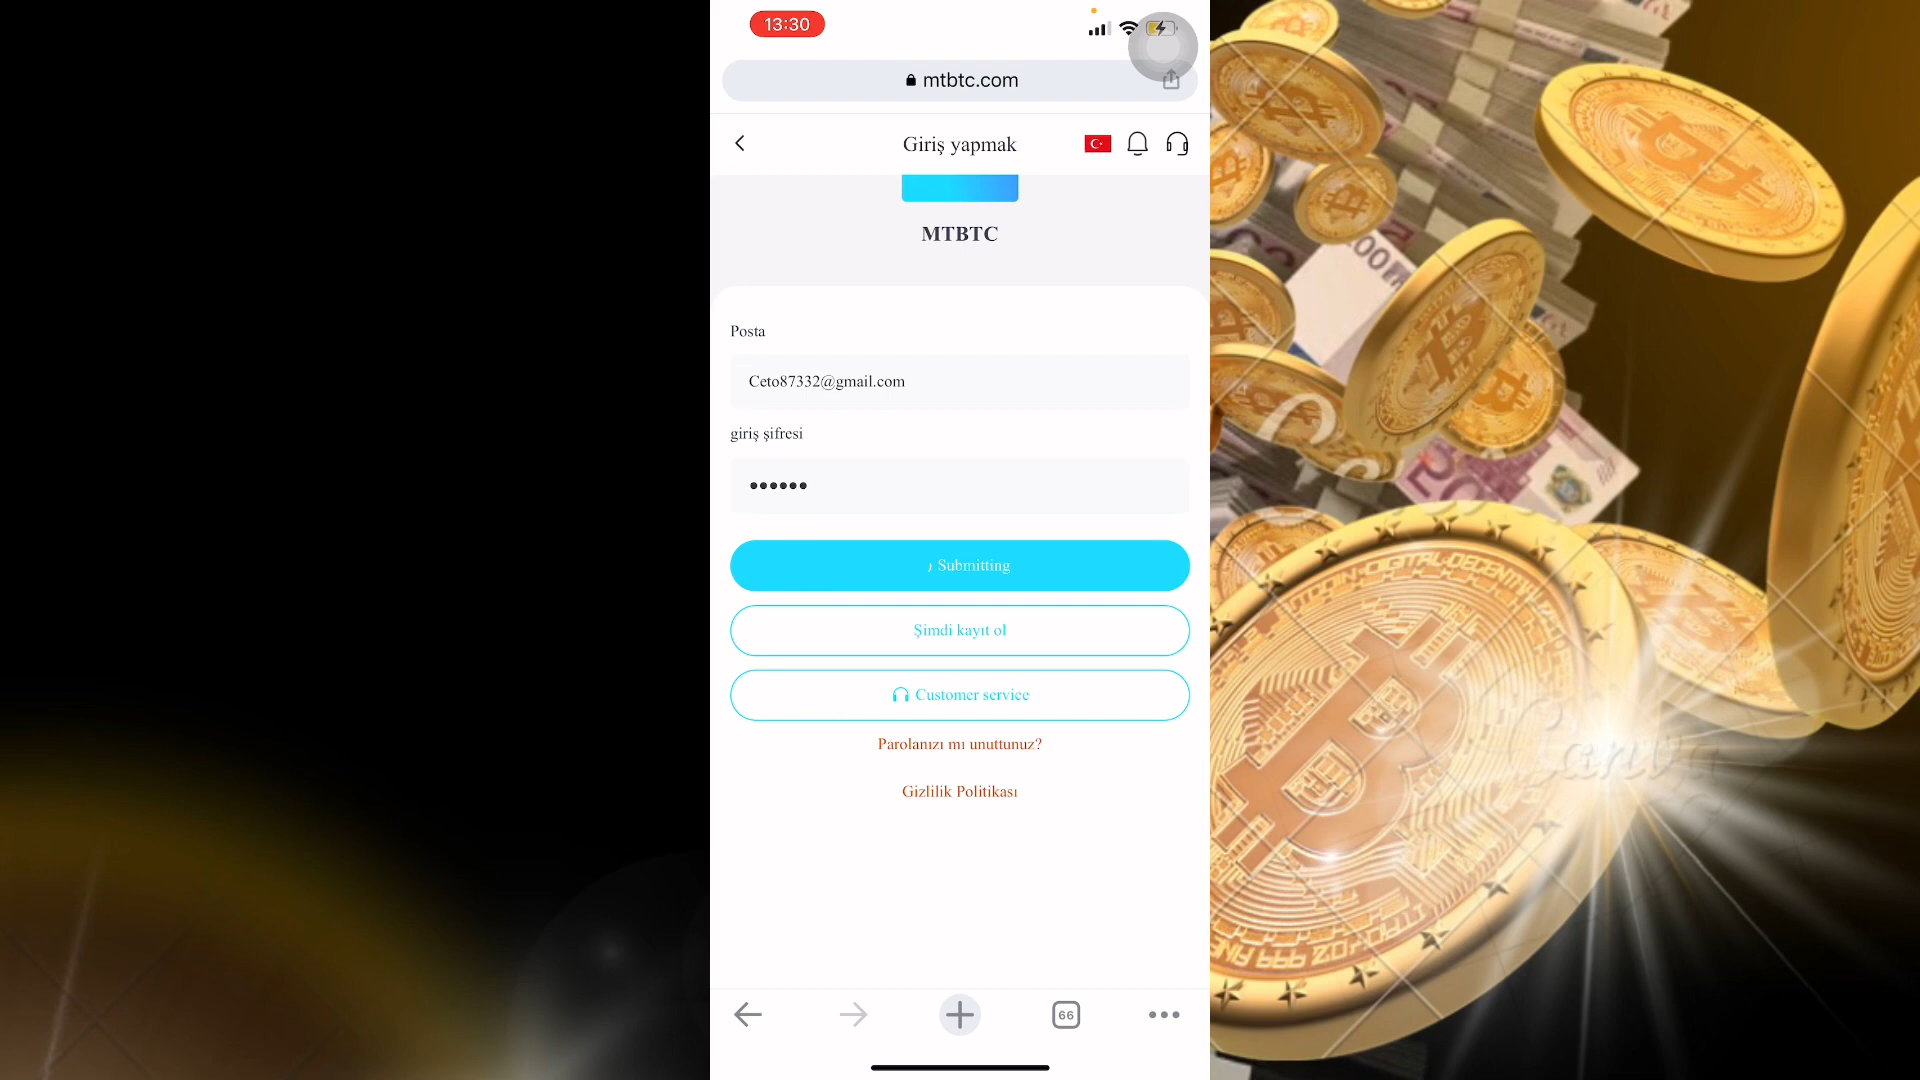 13:30
mtbtc.com
Giriş yapmak
MTBTC
Posta
Ceto87332@gmail.com
giriş şifresi
••••••
Submitting
Şimdi kayıt ol
Customer service
Parolanızı mı unuttunuz?
Gizlilik Politikası
66
Canva